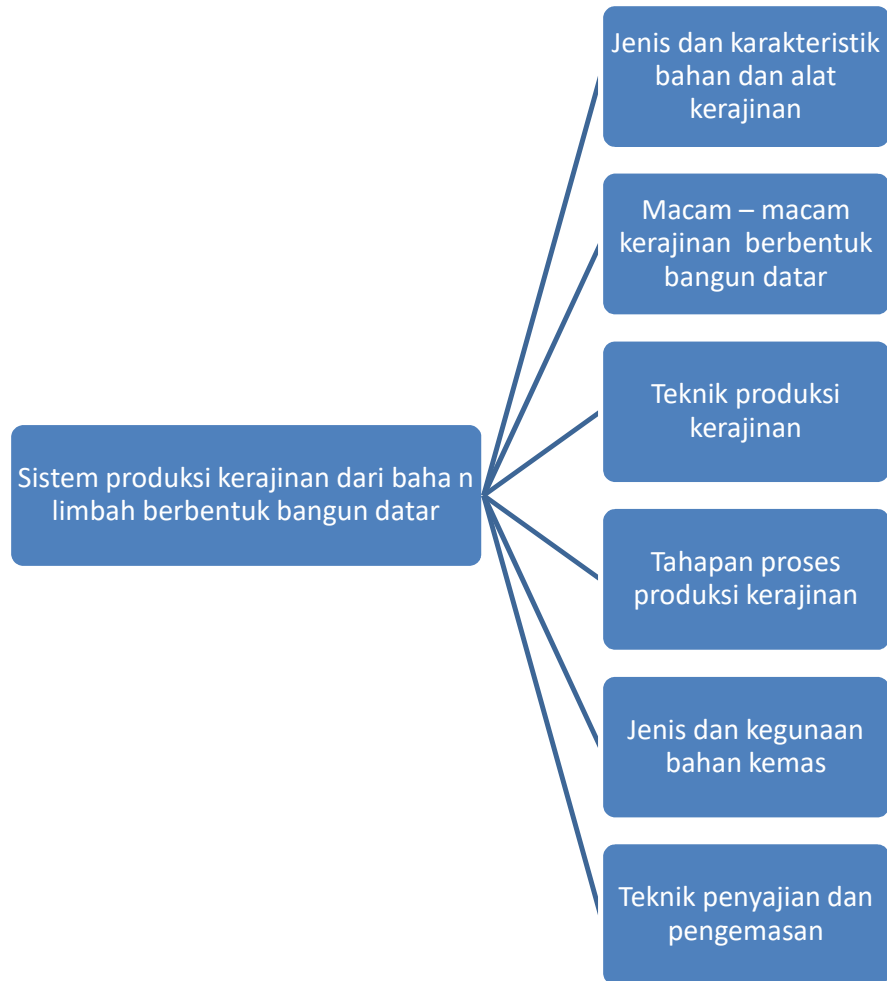 Sistem produksi kerajinan dari baha n
limbah berbentuk bangun datar
Jenis dan karakteristik
bahan dan alat
kerajinan
Macam – macam
kerajinan berbentuk
bangun datar
Teknik produksi
kerajinan
Tahapan proses
produksi kerajinan
Jenis dan kegunaan
bahan kemas
Teknik penyajian dan
pengemasan